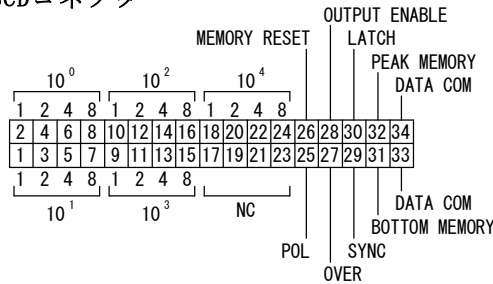 BCDコネクタ
OUTPUT ENABLE
MEMORY RESET LATCH
PEAK MEMORY
10⁰ 10² 10⁴ DATA COM
1 2 4 8 1 2 4 8 1 2 4 8
2 4 6 8 10 12 14 16 18 20 22 24 26 28 30 32 34
1 3 5 7 9 11 13 15 17 19 21 23 25 27 29 31 33
1 2 4 8 1 2 4 8
10¹ 10³ NC DATA COM
BOTTOM MEMORY
POL SYNC
OVER